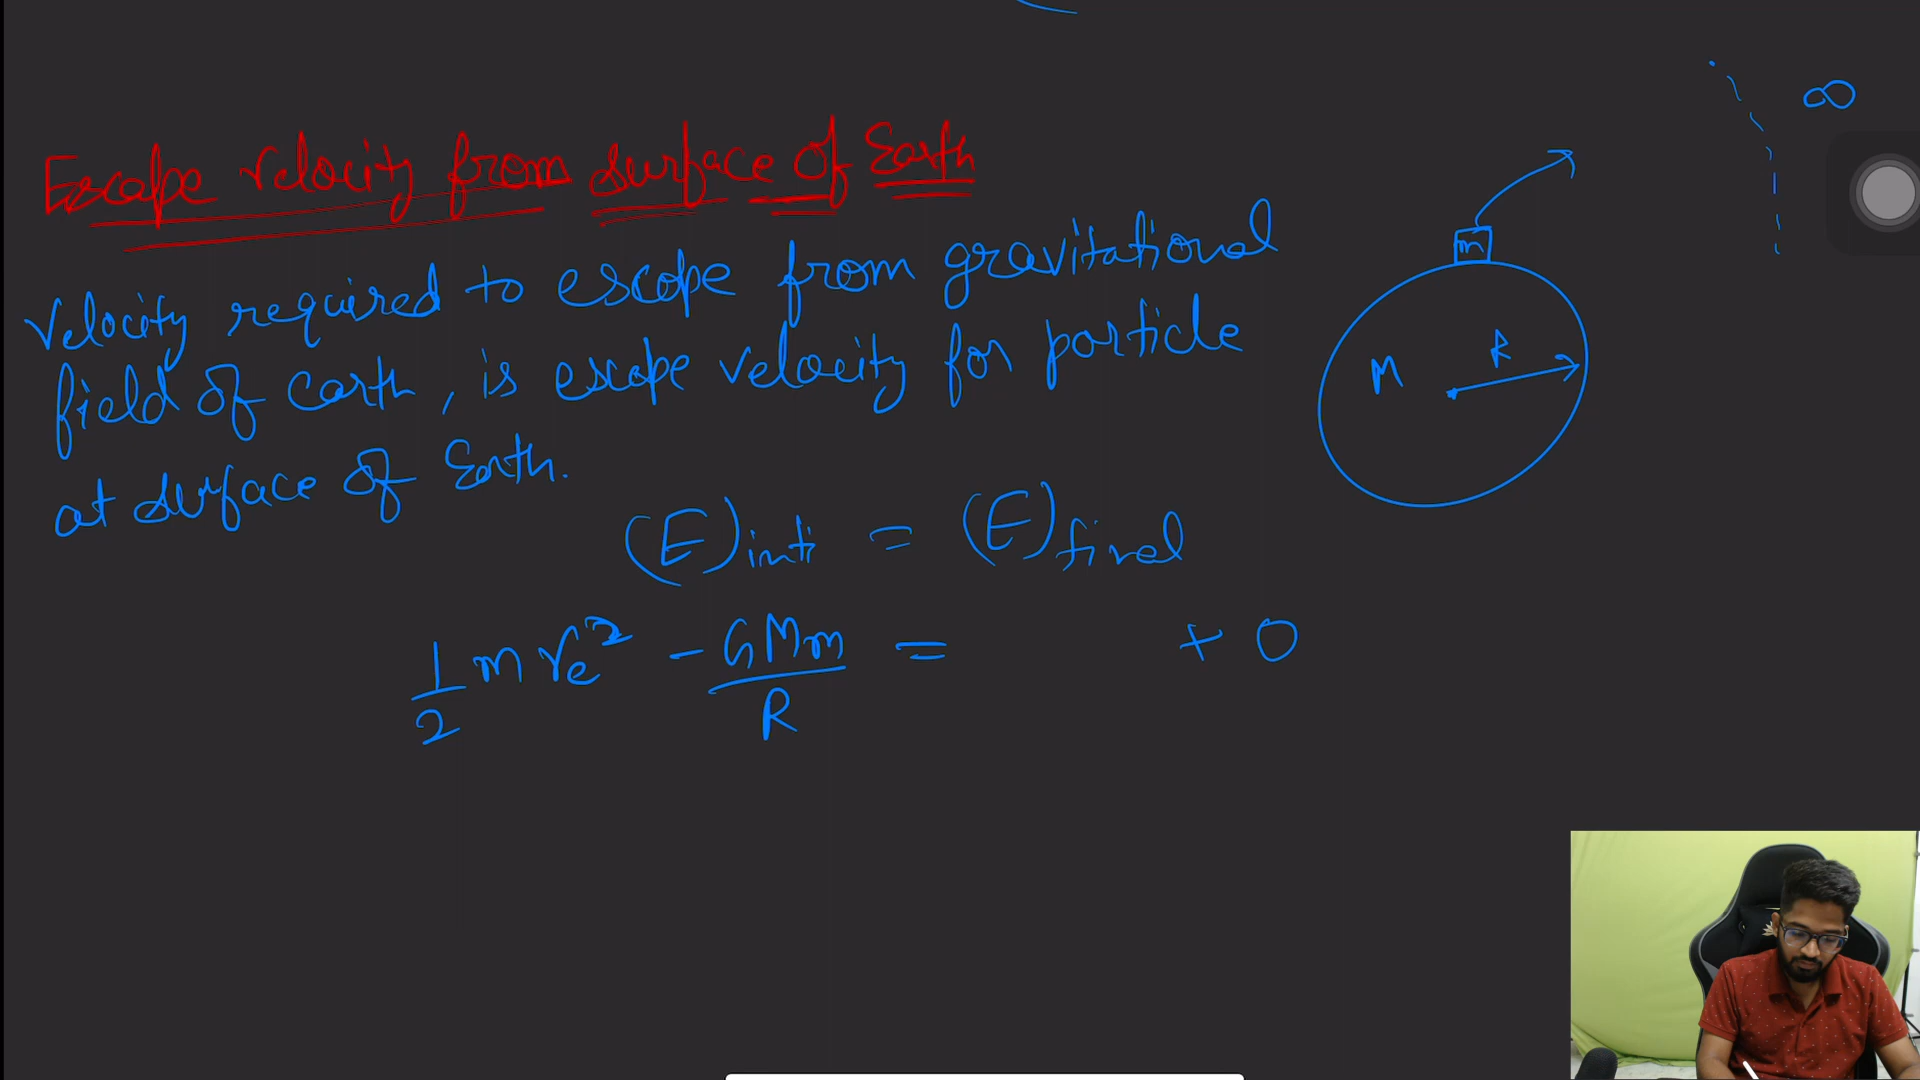 Escape velocity from surface of Earth
∞
velocity required to escape from gravitational
field of earth, is escape velocity for particle
at surface of Earth.
m
M
R
(E)inti = (E)final
1/2 m ve² - GMm/R = + 0